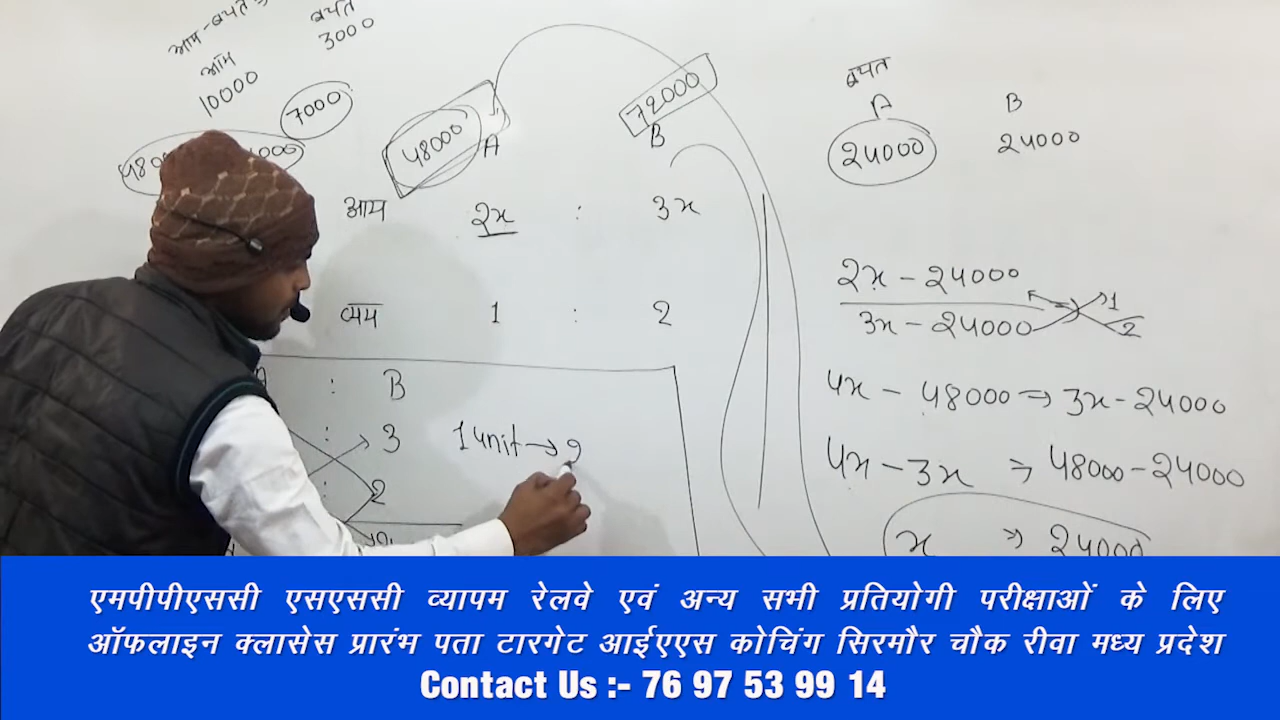 आय - बचत
बचत
आय
3000
10000
7000
48000
72000
A
B
आय 2x : 3x
व्यय 1 : 2
: B
: 3
1 unit →
: 2
बचत
A B
24000 24000
2x - 24000
3x - 24000
1
2
4x - 48000 ⇒ 3x - 24000
4x - 3x ⇒ 48000 - 24000
x ⇒ 24000
एमपीपीएससी एसएससी व्यापम रेलवे एवं अन्य सभी प्रतियोगी परीक्षाओं के लिए
ऑफलाइन क्लासेस प्रारंभ पता टारगेट आईएएस कोचिंग सिरमौर चौक रीवा मध्य प्रदेश
Contact Us :- 76 97 53 99 14